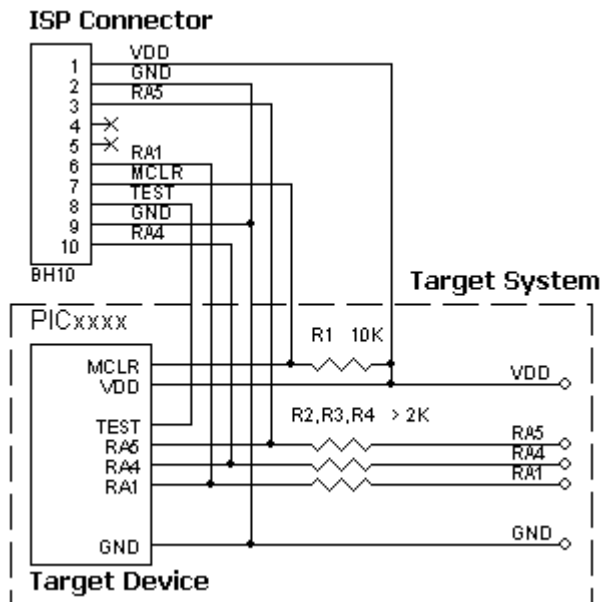 ISP Connector
1 VDD
2 GND
3 RA5
4
5
6 RA1
7 MCLR
8 TEST
9 GND
10 RA4
BH10
Target System
PICxxxx
R1 10K
MCLR
VDD
VDD
R2,R3,R4 > 2K
TEST
RA5
RA5
RA4
RA4
RA1
RA1
GND
GND
Target Device